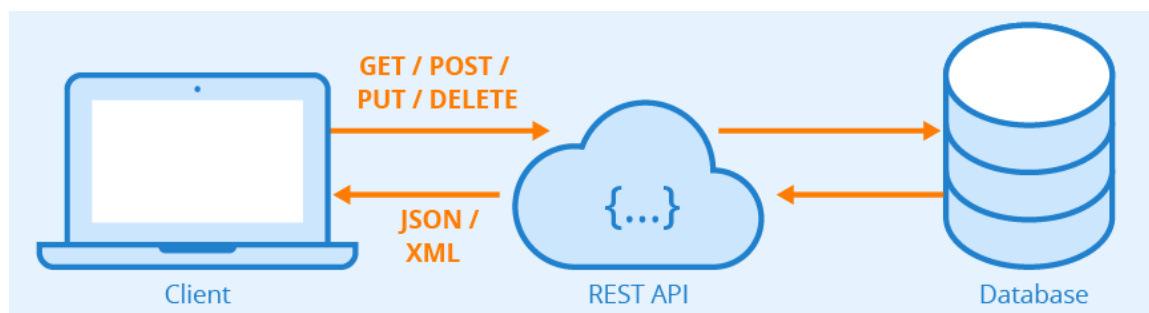 GET / POST /
PUT / DELETE
{...}
JSON /
XML
Client
REST API
Database